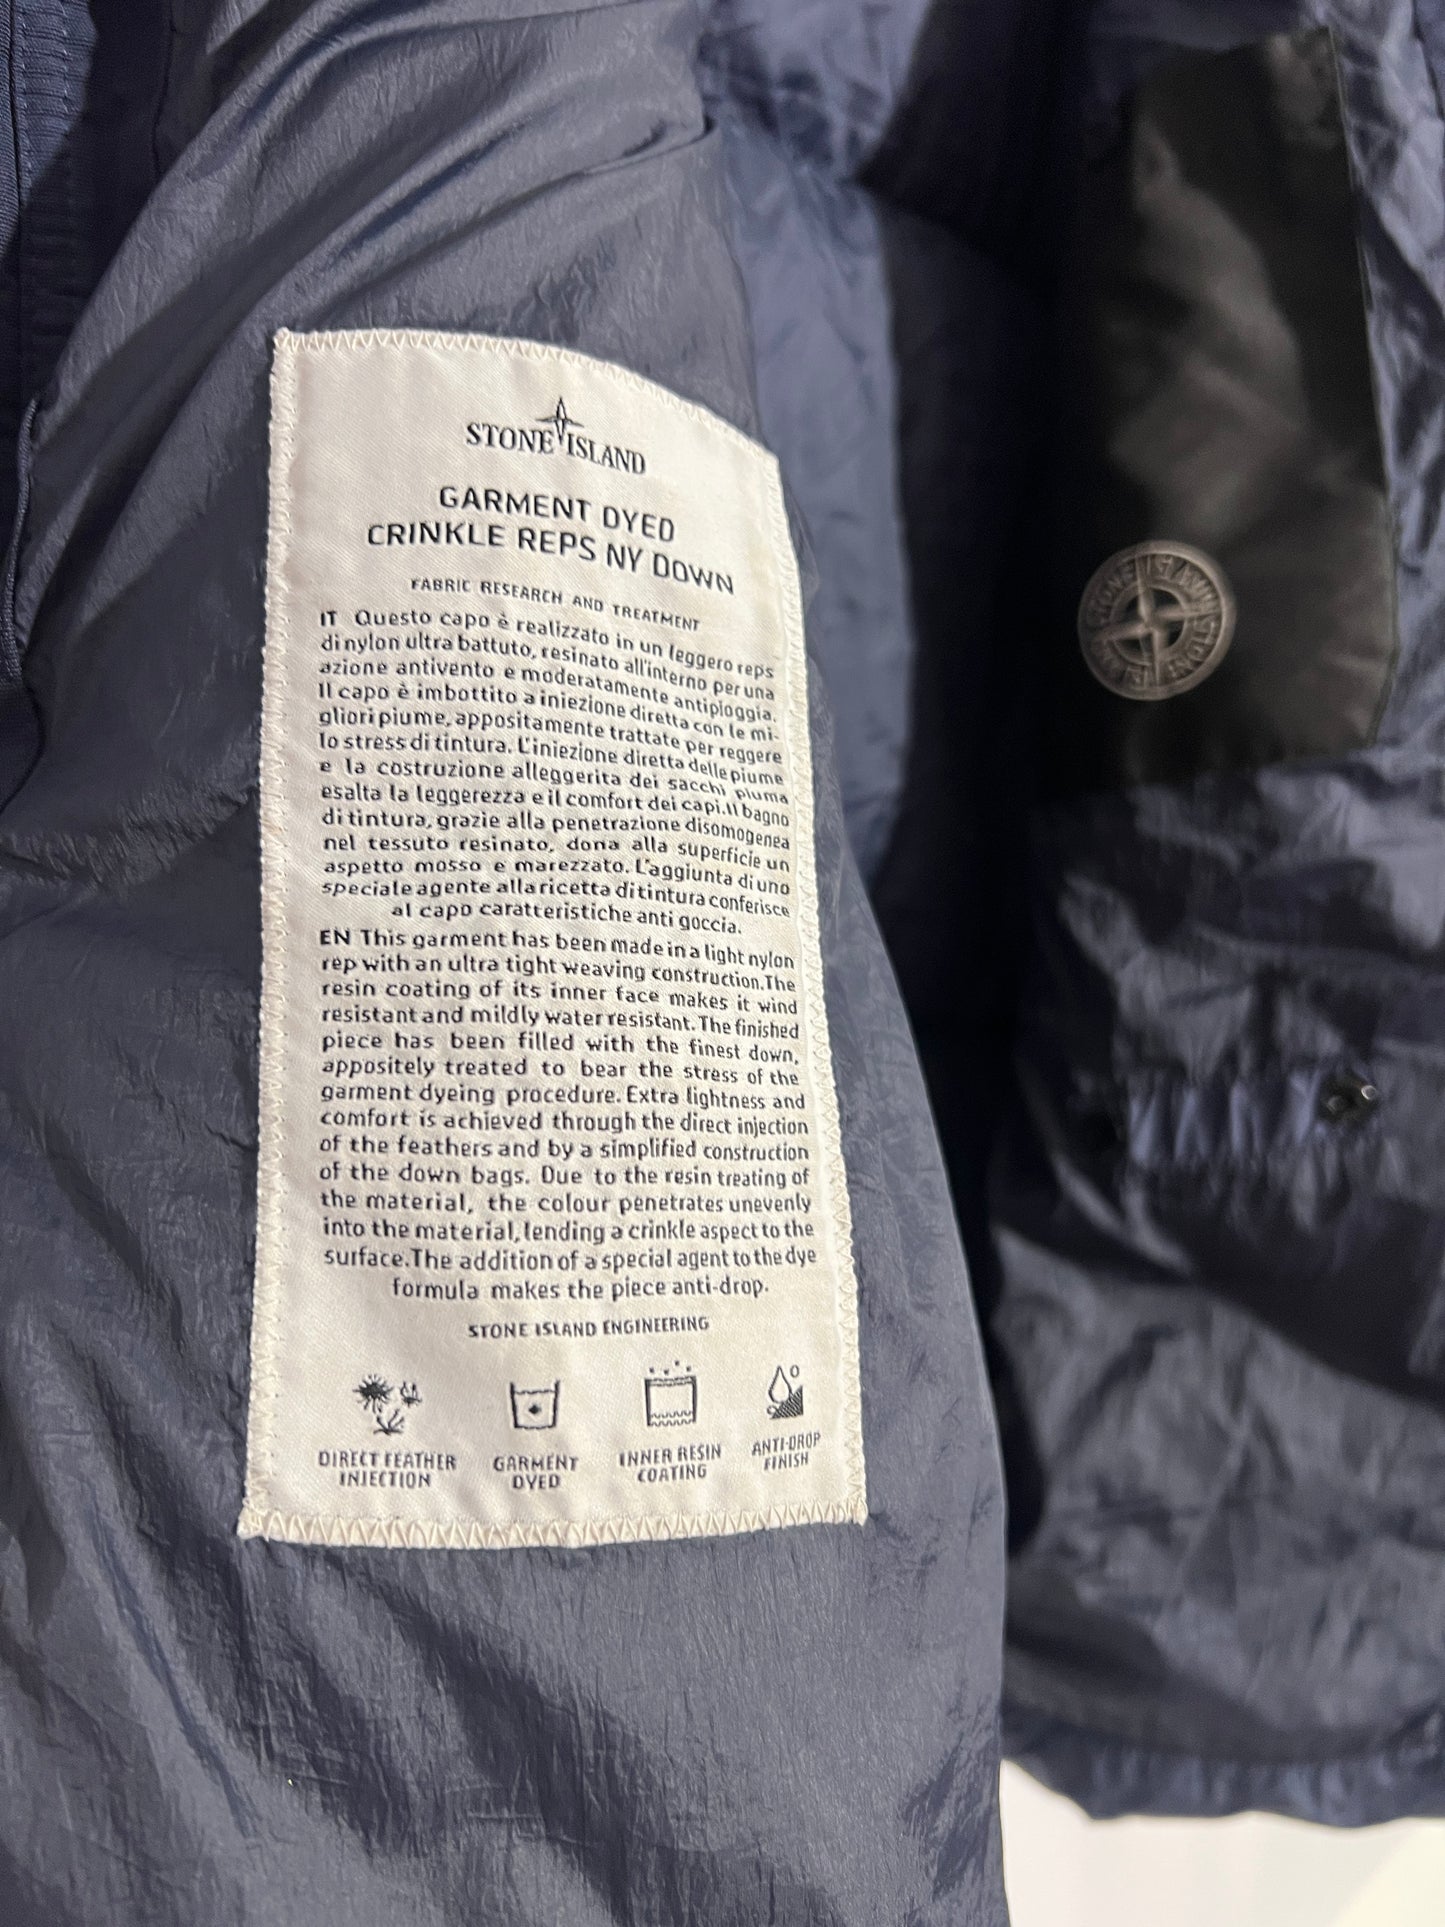 STONE ISLAND
GARMENT DYED
CRINKLE REPS NY DOWN
FABRIC RESEARCH AND TREATMENT
IT Questo capo è realizzato in un leggero reps
di nylon ultra battuto, resinato all'interno per una
azione antivento e moderatamente antipioggia.
Il capo è imbottito a iniezione diretta con le mi-
gliori piume, appositamente trattate per reggere
lo stress di tintura. L'iniezione diretta delle piume
e la costruzione alleggerita dei sacchi piuma
esalta la leggerezza e il comfort dei capi. Il bagno
di tintura, grazie alla penetrazione disomogenea
nel tessuto resinato, dona alla superficie un
aspetto mosso e marezzato. L'aggiunta di uno
speciale agente alla ricetta di tintura conferisce
al capo caratteristiche anti goccia.
EN This garment has been made in a light nylon
rep with an ultra tight weaving construction. The
resin coating of its inner face makes it wind
resistant and mildly water resistant. The finished
piece has been filled with the finest down,
appositely treated to bear the stress of the
garment dyeing procedure. Extra lightness and
comfort is achieved through the direct injection
of the feathers and by a simplified construction
of the down bags. Due to the resin treating of
the material, the colour penetrates unevenly
into the material, lending a crinkle aspect to the
surface. The addition of a special agent to the dye
formula makes the piece anti-drop.
STONE ISLAND ENGINEERING
DIRECT FEATHER
INJECTION
GARMENT
DYED
INNER RESIN
COATING
ANTI-DROP
FINISH
STONE ISLAND
STONE ISLAND